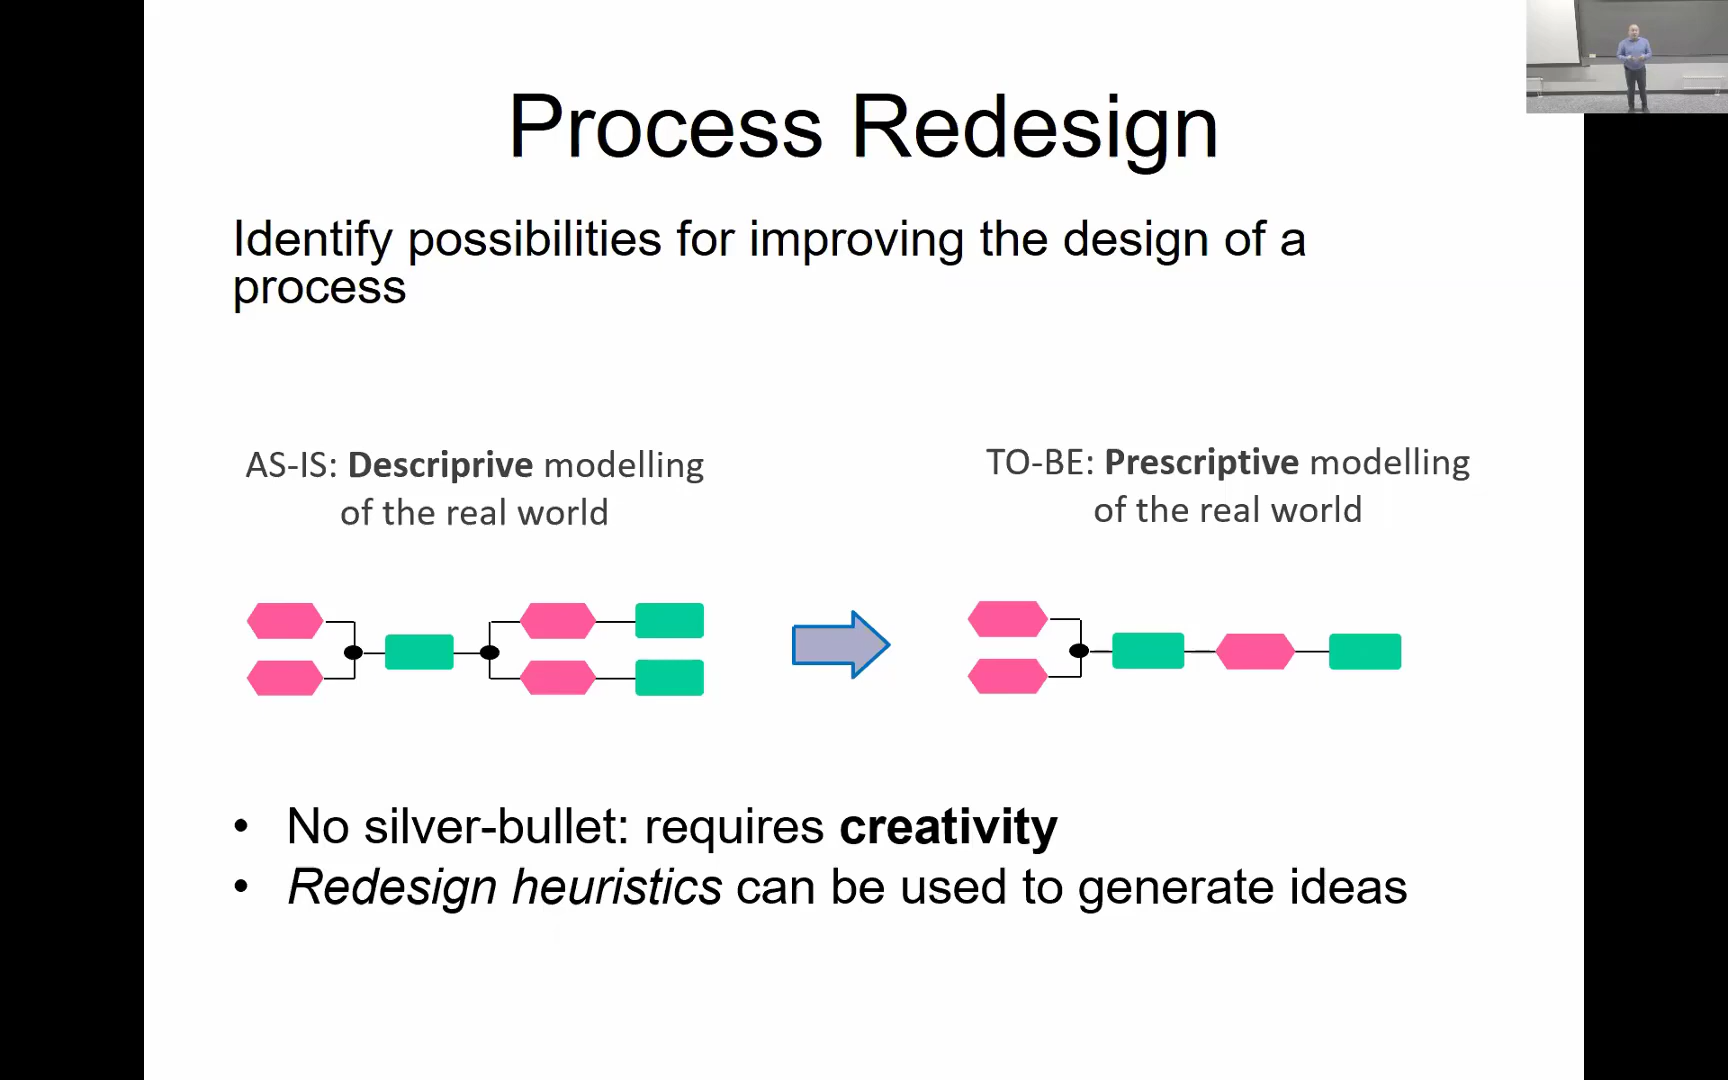 Process Redesign
Identify possibilities for improving the design of a
process
AS-IS: Descriprive modelling
of the real world
TO-BE: Prescriptive modelling
of the real world
• No silver-bullet: requires creativity
• Redesign heuristics can be used to generate ideas